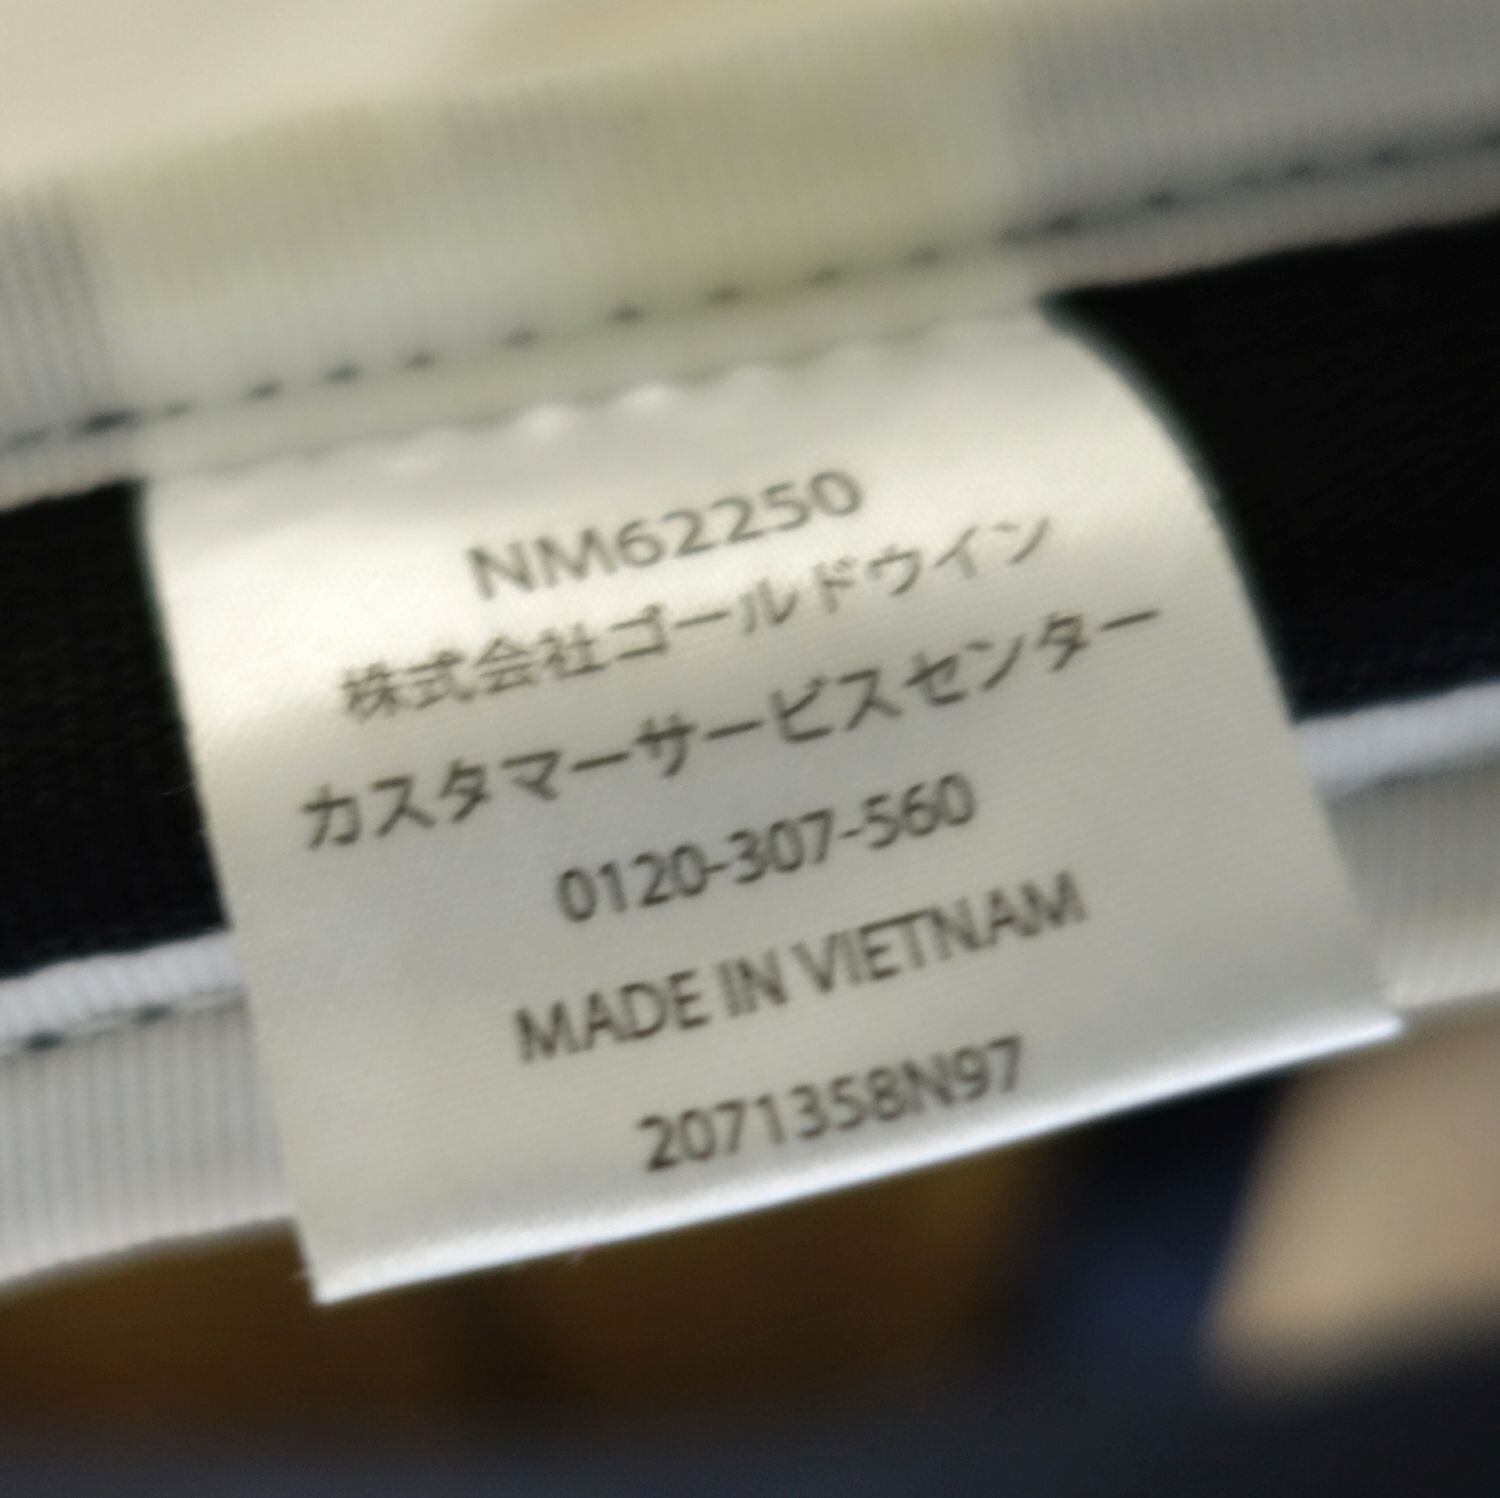 NM62250
株式会社ゴールドウイン
カスタマーサービスセンター
0120-307-560
MADE IN VIETNAM
2071358N97